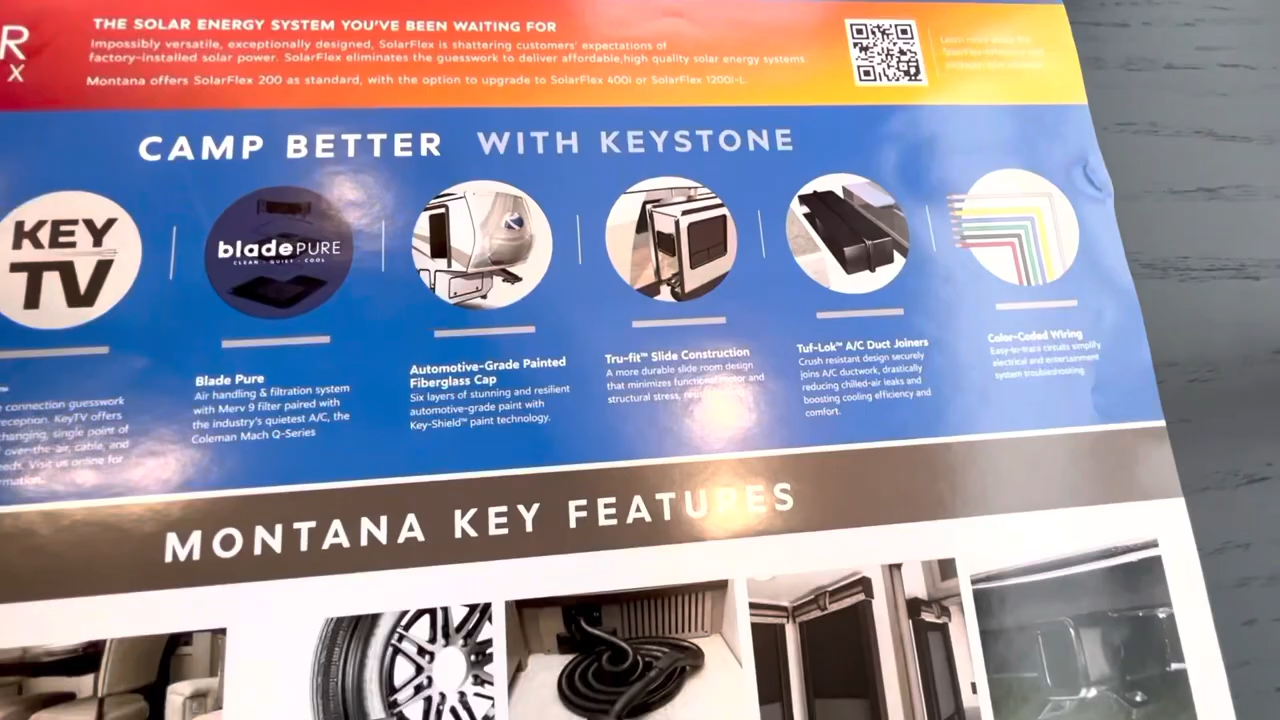 R
X
THE SOLAR ENERGY SYSTEM YOU'VE BEEN WAITING FOR
Impossibly versatile, exceptionally designed, SolarFlex is shattering customers' expectations of
factory-installed solar power. SolarFlex eliminates the guesswork to deliver affordable,high quality solar energy systems.
Montana offers SolarFlex 200 as standard, with the option to upgrade to SolarFlex 400i or SolarFlex 1200i-L.
Learn more about the
CAMP BETTER WITH KEYSTONE
KEY
TV
bladePURE
CLEAN · QUIET · COOL
connection guesswork
reception. KeyTV offers
changing, single point of
over-the-air, cable, and
Visit us online for
Blade Pure
Air handling & filtration system
with Merv 9 filter paired with
the industry's quietest A/C, the
Coleman Mach Q-Series
Automotive-Grade Painted
Fiberglass Cap
Six layers of stunning and resilient
automotive-grade paint with
Key-Shield™ paint technology.
Tru-fit™ Slide Construction
A more durable slide room design
that minimizes function, motor and
structural stress,
Tuf-Lok™ A/C Duct Joiners
Crush resistant design securely
joins A/C ductwork, drastically
reducing chilled-air leaks and
boosting cooling efficiency and
comfort.
Color-Coded Wiring
Easy-to-trace circuits simplify
electrical and entertainment
system troubleshooting.
MONTANA KEY FEATURES